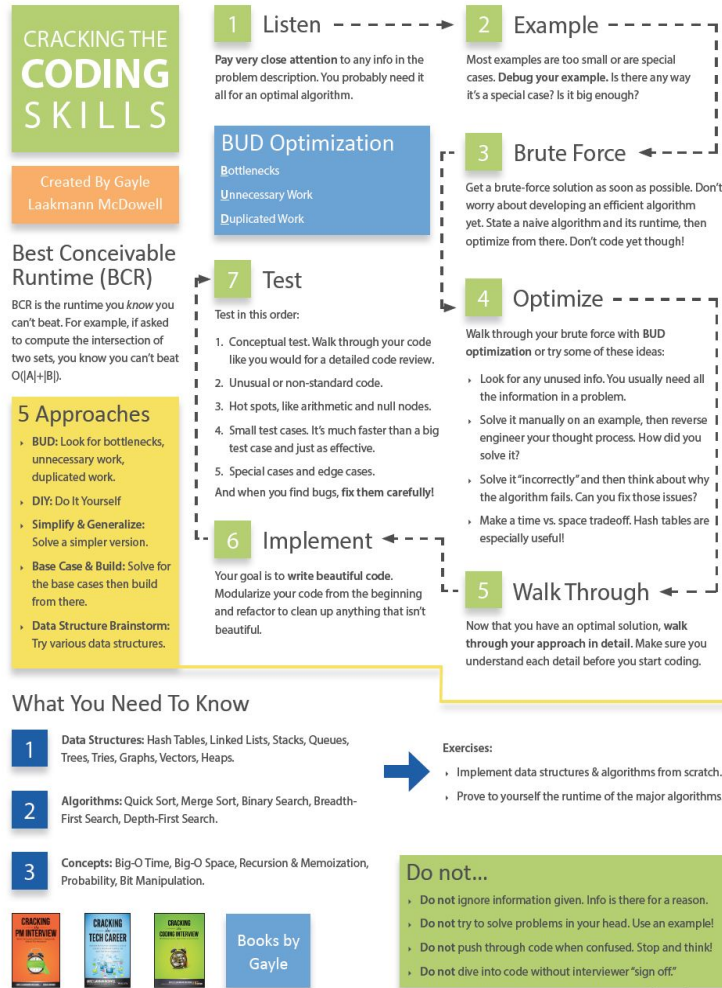 CRACKING THE
CODING
SKILLS
Created By Gayle
Laakmann McDowell
Best Conceivable
Runtime (BCR)
BCR is the runtime you know you
can't beat. For example, if asked
to compute the intersection of
two sets, you know you can't beat
O(|A|+|B|).
5 Approaches
BUD: Look for bottlenecks,
unnecessary work,
duplicated work.
DIY: Do It Yourself
Simplify & Generalize:
Solve a simpler version.
Base Case & Build: Solve for
the base cases then build
from there.
Data Structure Brainstorm:
Try various data structures.
1 Listen
Pay very close attention to any info in the
problem description. You probably need it
all for an optimal algorithm.
BUD Optimization
Bottlenecks
Unnecessary Work
Duplicated Work
2 Example
Most examples are too small or are special
cases. Debug your example. Is there any way
it's a special case? Is it big enough?
3 Brute Force
Get a brute-force solution as soon as possible. Don't
worry about developing an efficient algorithm
yet. State a naive algorithm and its runtime, then
optimize from there. Don't code yet though!
4 Optimize
Walk through your brute force with BUD
optimization or try some of these ideas:
Look for any unused info. You usually need all
the information in a problem.
Solve it manually on an example, then reverse
engineer your thought process. How did you
solve it?
Solve it "incorrectly" and then think about why
the algorithm fails. Can you fix those issues?
Make a time vs. space tradeoff. Hash tables are
especially useful!
5 Walk Through
Now that you have an optimal solution, walk
through your approach in detail. Make sure you
understand each detail before you start coding.
6 Implement
Your goal is to write beautiful code.
Modularize your code from the beginning
and refactor to clean up anything that isn't
beautiful.
7 Test
Test in this order:
1. Conceptual test. Walk through your code
like you would for a detailed code review.
2. Unusual or non-standard code.
3. Hot spots, like arithmetic and null nodes.
4. Small test cases. It's much faster than a big
test case and just as effective.
5. Special cases and edge cases.
And when you find bugs, fix them carefully!
What You Need To Know
1 Data Structures: Hash Tables, Linked Lists, Stacks, Queues,
Trees, Tries, Graphs, Vectors, Heaps.
2 Algorithms: Quick Sort, Merge Sort, Binary Search, Breadth-
First Search, Depth-First Search.
3 Concepts: Big-O Time, Big-O Space, Recursion & Memoization,
Probability, Bit Manipulation.
Exercises:
Implement data structures & algorithms from scratch.
Prove to yourself the runtime of the major algorithms
Do not...
Do not ignore information given. Info is there for a reason.
Do not try to solve problems in your head. Use an example!
Do not push through code when confused. Stop and think!
Do not dive into code without interviewer "sign off."
CRACKING
the
PM INTERVIEW
CRACKING
the
TECH CAREER
CRACKING
the
CODING INTERVIEW
Books by
Gayle